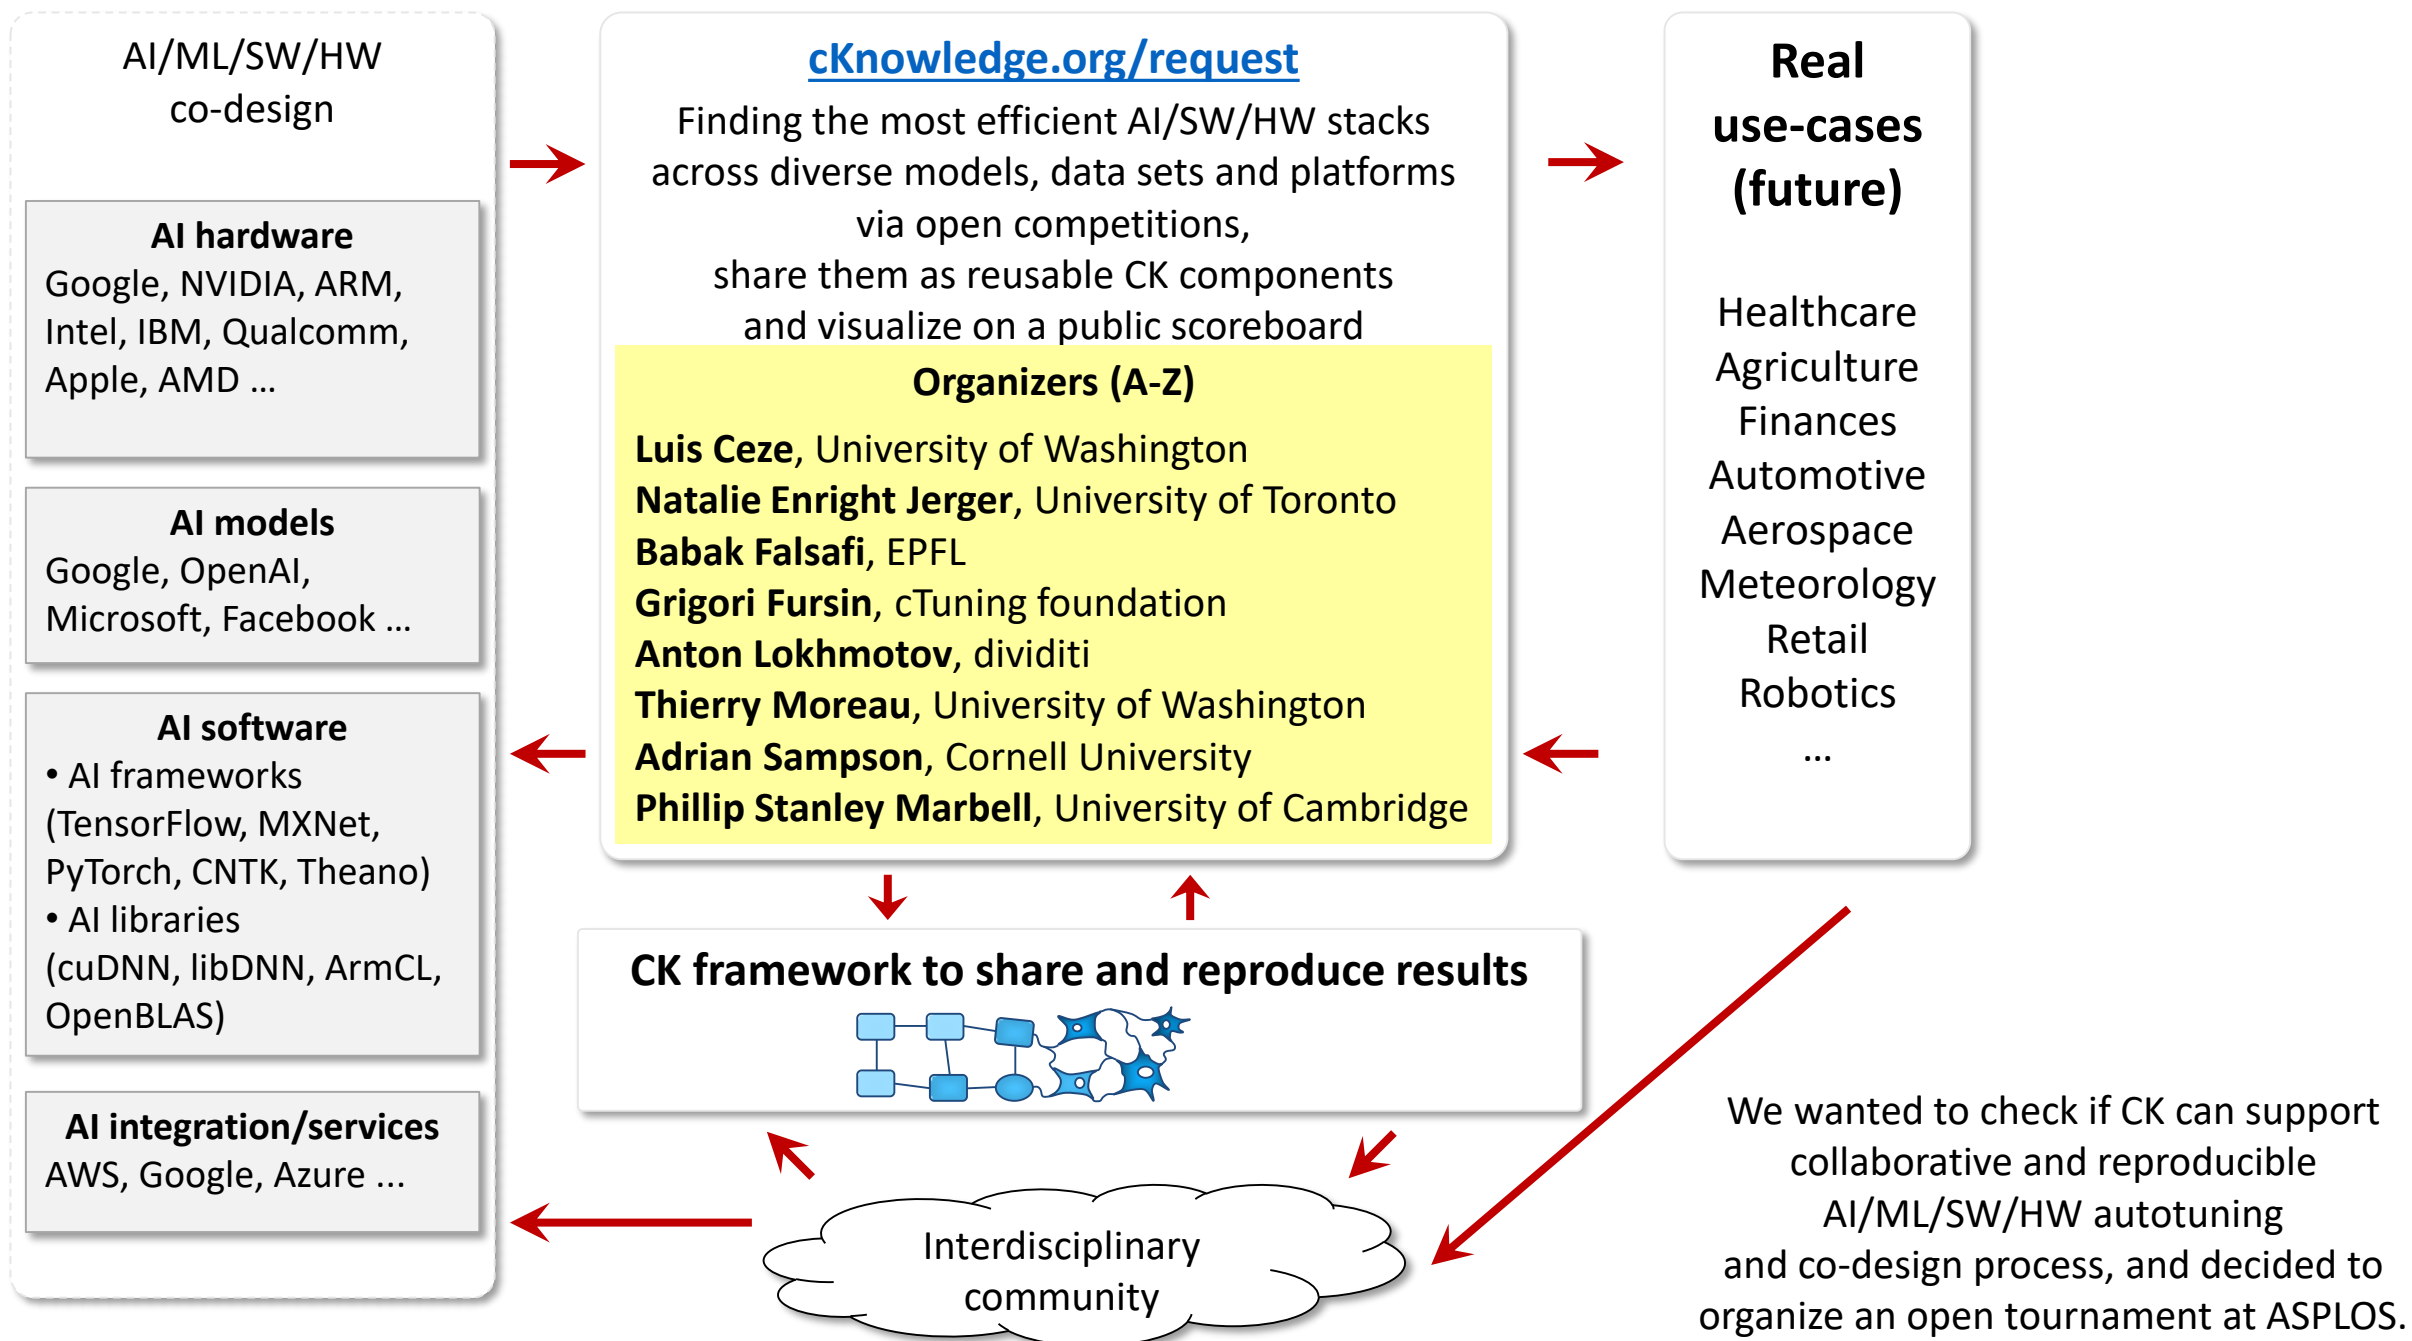 AI/ML/SW/HW
co-design
AI hardware
Google, NVIDIA, ARM,
Intel, IBM, Qualcomm,
Apple, AMD ...
AI models
Google, OpenAI,
Microsoft, Facebook ...
AI software
• AI frameworks
(TensorFlow, MXNet,
PyTorch, CNTK, Theano)
• AI libraries
(cuDNN, libDNN, ArmCL,
OpenBLAS)
AI integration/services
AWS, Google, Azure ...
cKnowledge.org/request
Finding the most efficient AI/SW/HW stacks
across diverse models, data sets and platforms
via open competitions,
share them as reusable CK components
and visualize on a public scoreboard
Organizers (A-Z)
Luis Ceze, University of Washington
Natalie Enright Jerger, University of Toronto
Babak Falsafi, EPFL
Grigori Fursin, cTuning foundation
Anton Lokhmotov, dividiti
Thierry Moreau, University of Washington
Adrian Sampson, Cornell University
Phillip Stanley Marbell, University of Cambridge
CK framework to share and reproduce results
Interdisciplinary
community
Real
use-cases
(future)
Healthcare
Agriculture
Finances
Automotive
Aerospace
Meteorology
Retail
Robotics
...
We wanted to check if CK can support
collaborative and reproducible
AI/ML/SW/HW autotuning
and co-design process, and decided to
organize an open tournament at ASPLOS.